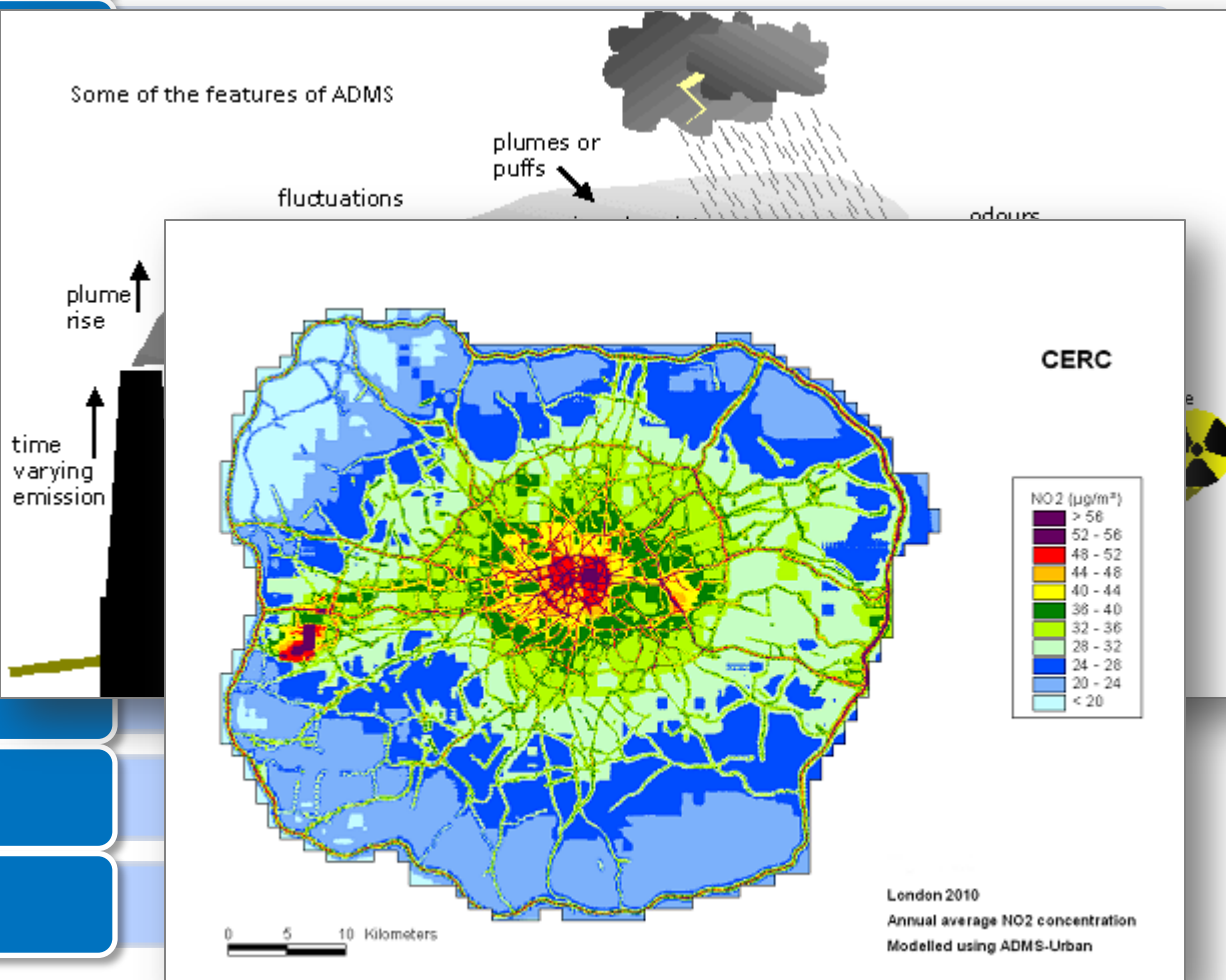 Some of the features of ADMS
plumes or
puffs
fluctuations
odours
plume
rise
time
varying
emission
CERC
NO2 (µg/m³)
> 56
52 - 56
48 - 52
44 - 48
40 - 44
36 - 40
32 - 36
28 - 32
24 - 28
20 - 24
< 20
London 2010
Annual average NO2 concentration
Modelled using ADMS-Urban
0 5 10 Kilometers